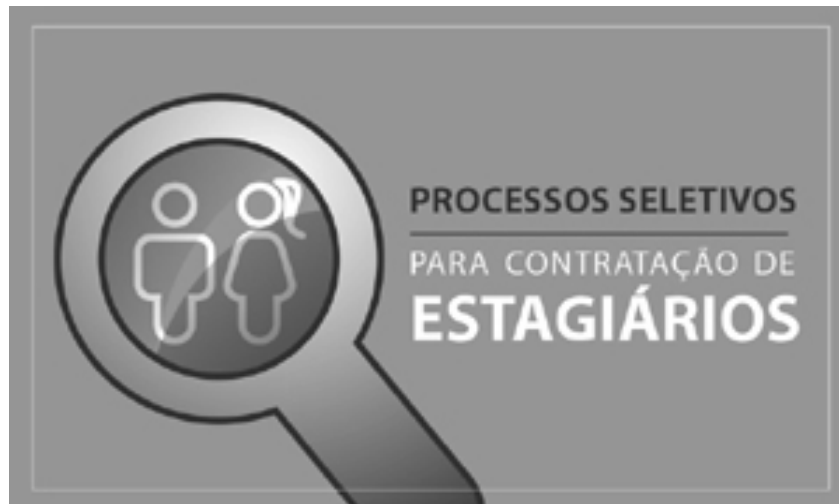 PROCESSOS SELETIVOS
PARA CONTRATAÇÃO DE
ESTAGIÁRIOS